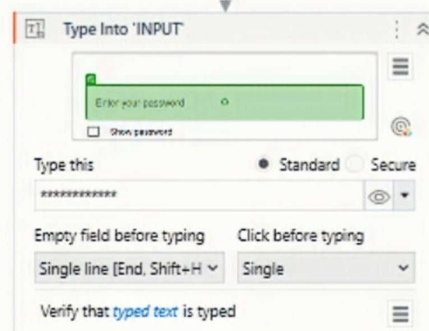 Type Into 'INPUT'
Enter your password
Show password
Type this
Standard
Secure
************
Empty field before typing
Click before typing
Single line [End, Shift+H
Single
Verify that typed text is typed